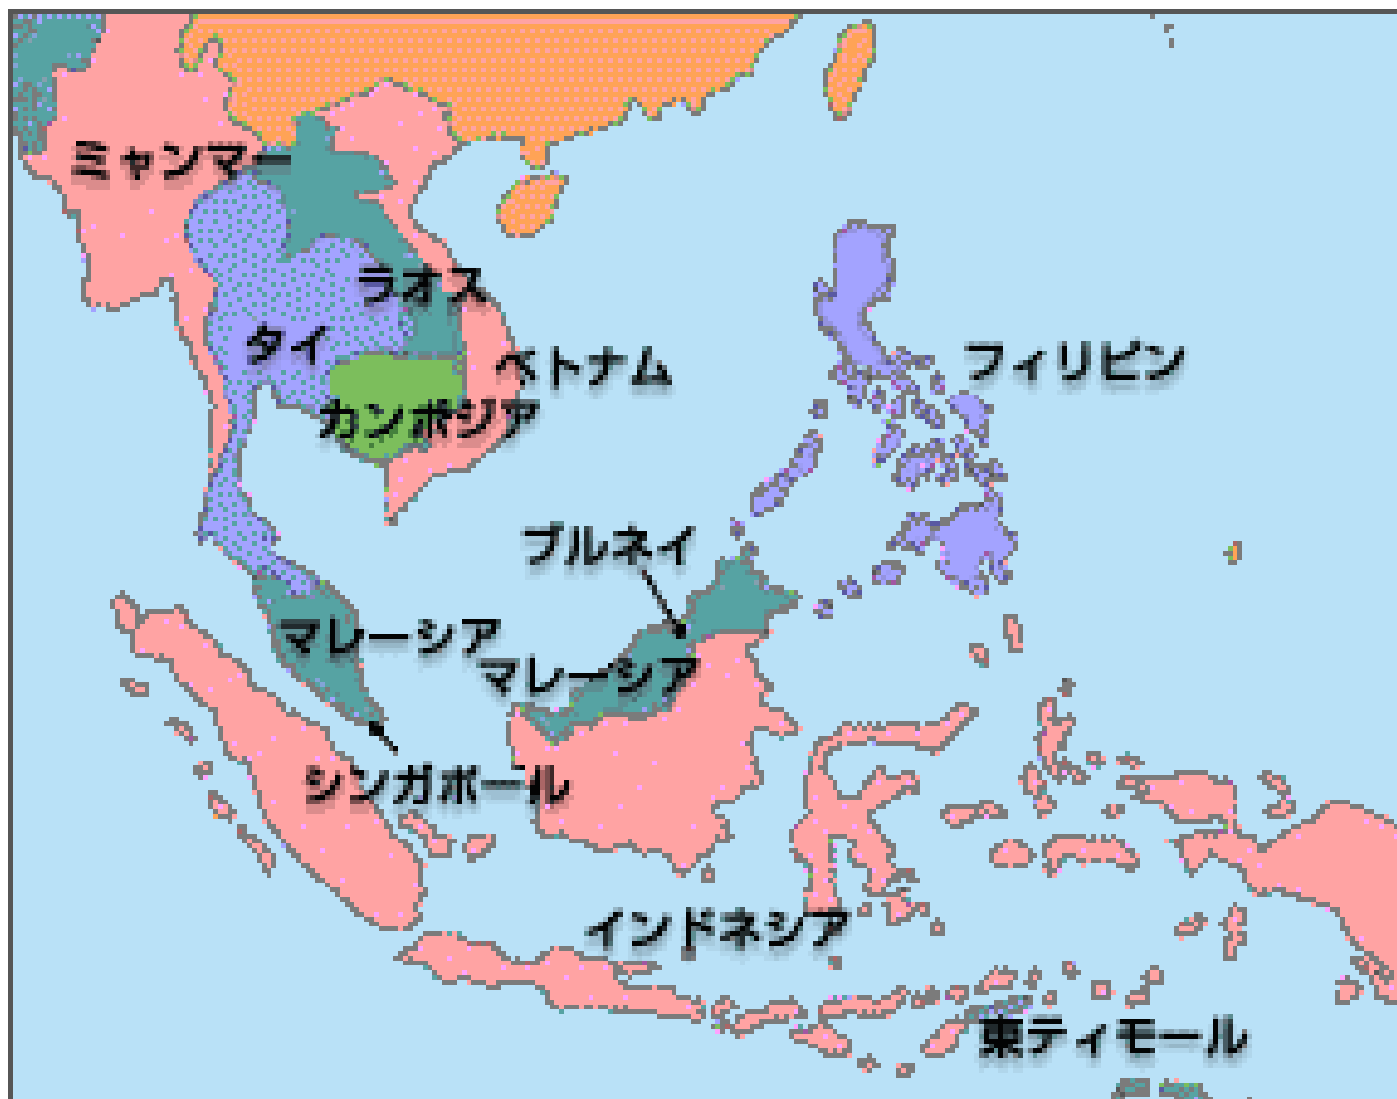 ミャンマー
ラオス
タイ
ベトナム
フィリピン
カンボジア
ブルネイ
マレーシア
マレーシア
シンガポール
インドネシア
東ティモール